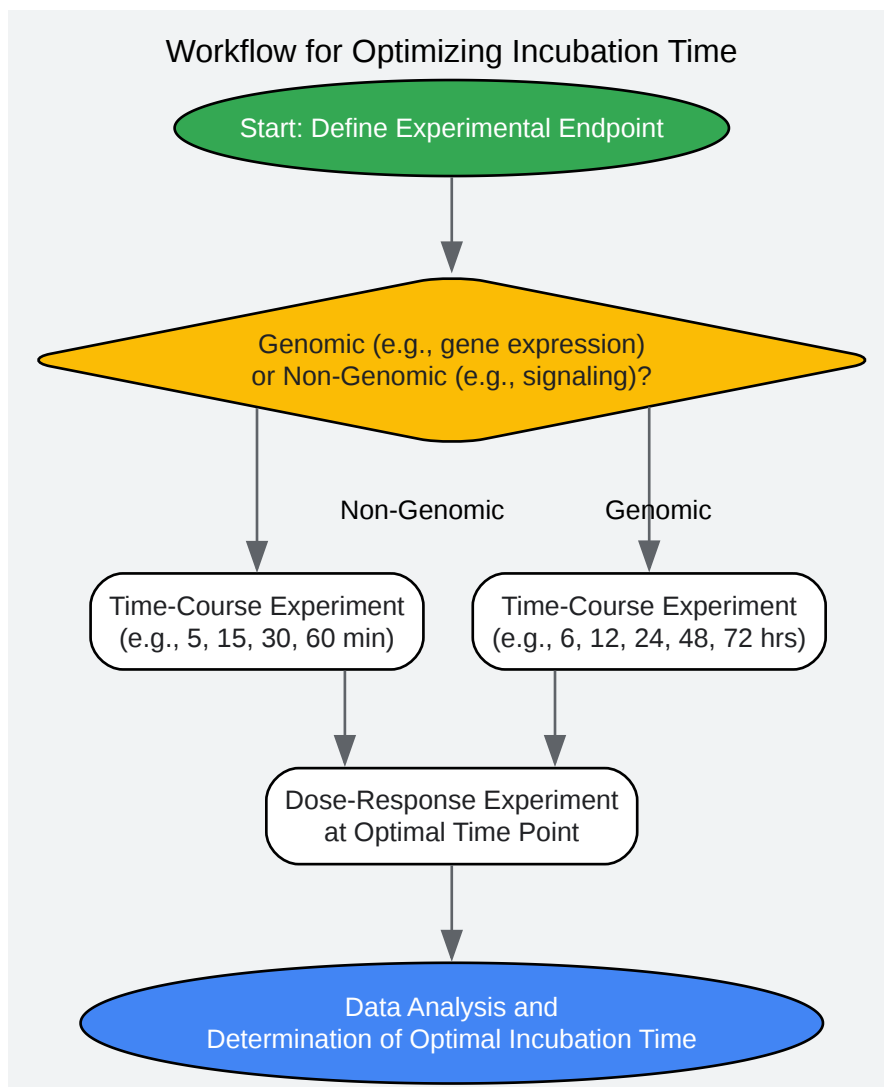 Workflow for Optimizing Incubation Time
Start: Define Experimental Endpoint
Genomic (e.g., gene expression)
or Non-Genomic (e.g., signaling)?
Non-Genomic
Genomic
Time-Course Experiment
(e.g., 5, 15, 30, 60 min)
Time-Course Experiment
(e.g., 6, 12, 24, 48, 72 hrs)
Dose-Response Experiment
at Optimal Time Point
Data Analysis and
Determination of Optimal Incubation Time